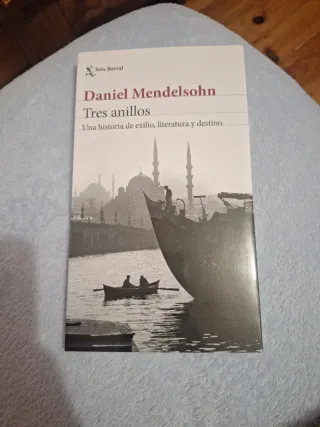 Seix Barral
Daniel Mendelsohn
Tres anillos
Una historia de exilio, literatura y destino